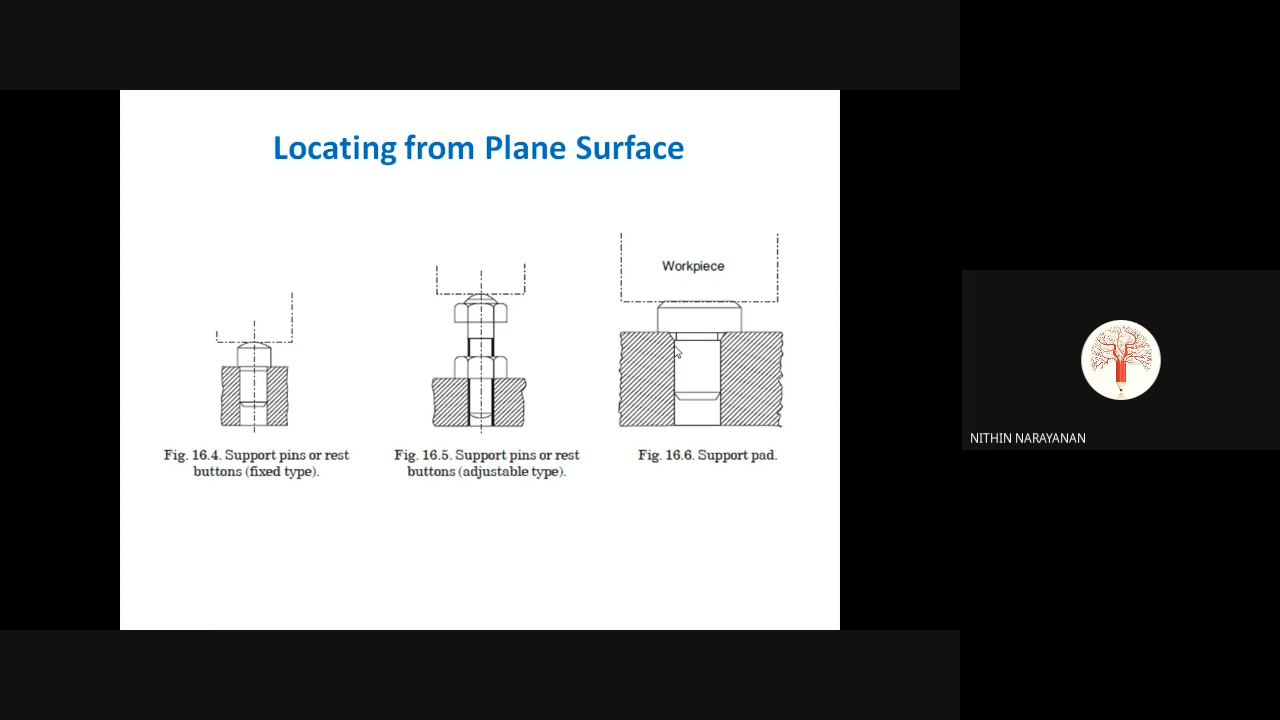 Locating from Plane Surface
Workpiece
Fig. 16.4. Support pins or rest
buttons (fixed type).
Fig. 16.5. Support pins or rest
buttons (adjustable type).
Fig. 16.6. Support pad.
NITHIN NARAYANAN